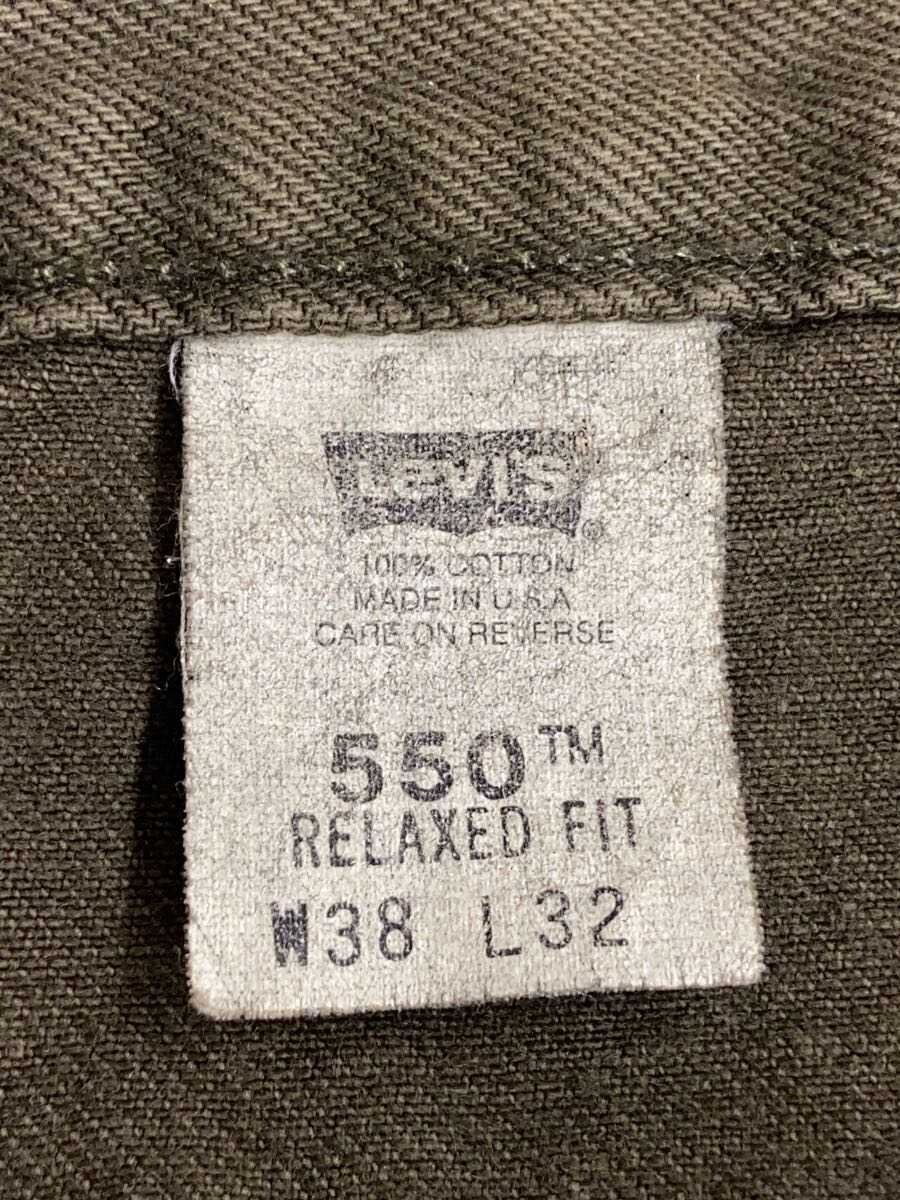 LEVI'S
®
100% COTTON
MADE IN U.S.A
CARE ON REVERSE
550™
RELAXED FIT
W38 L32